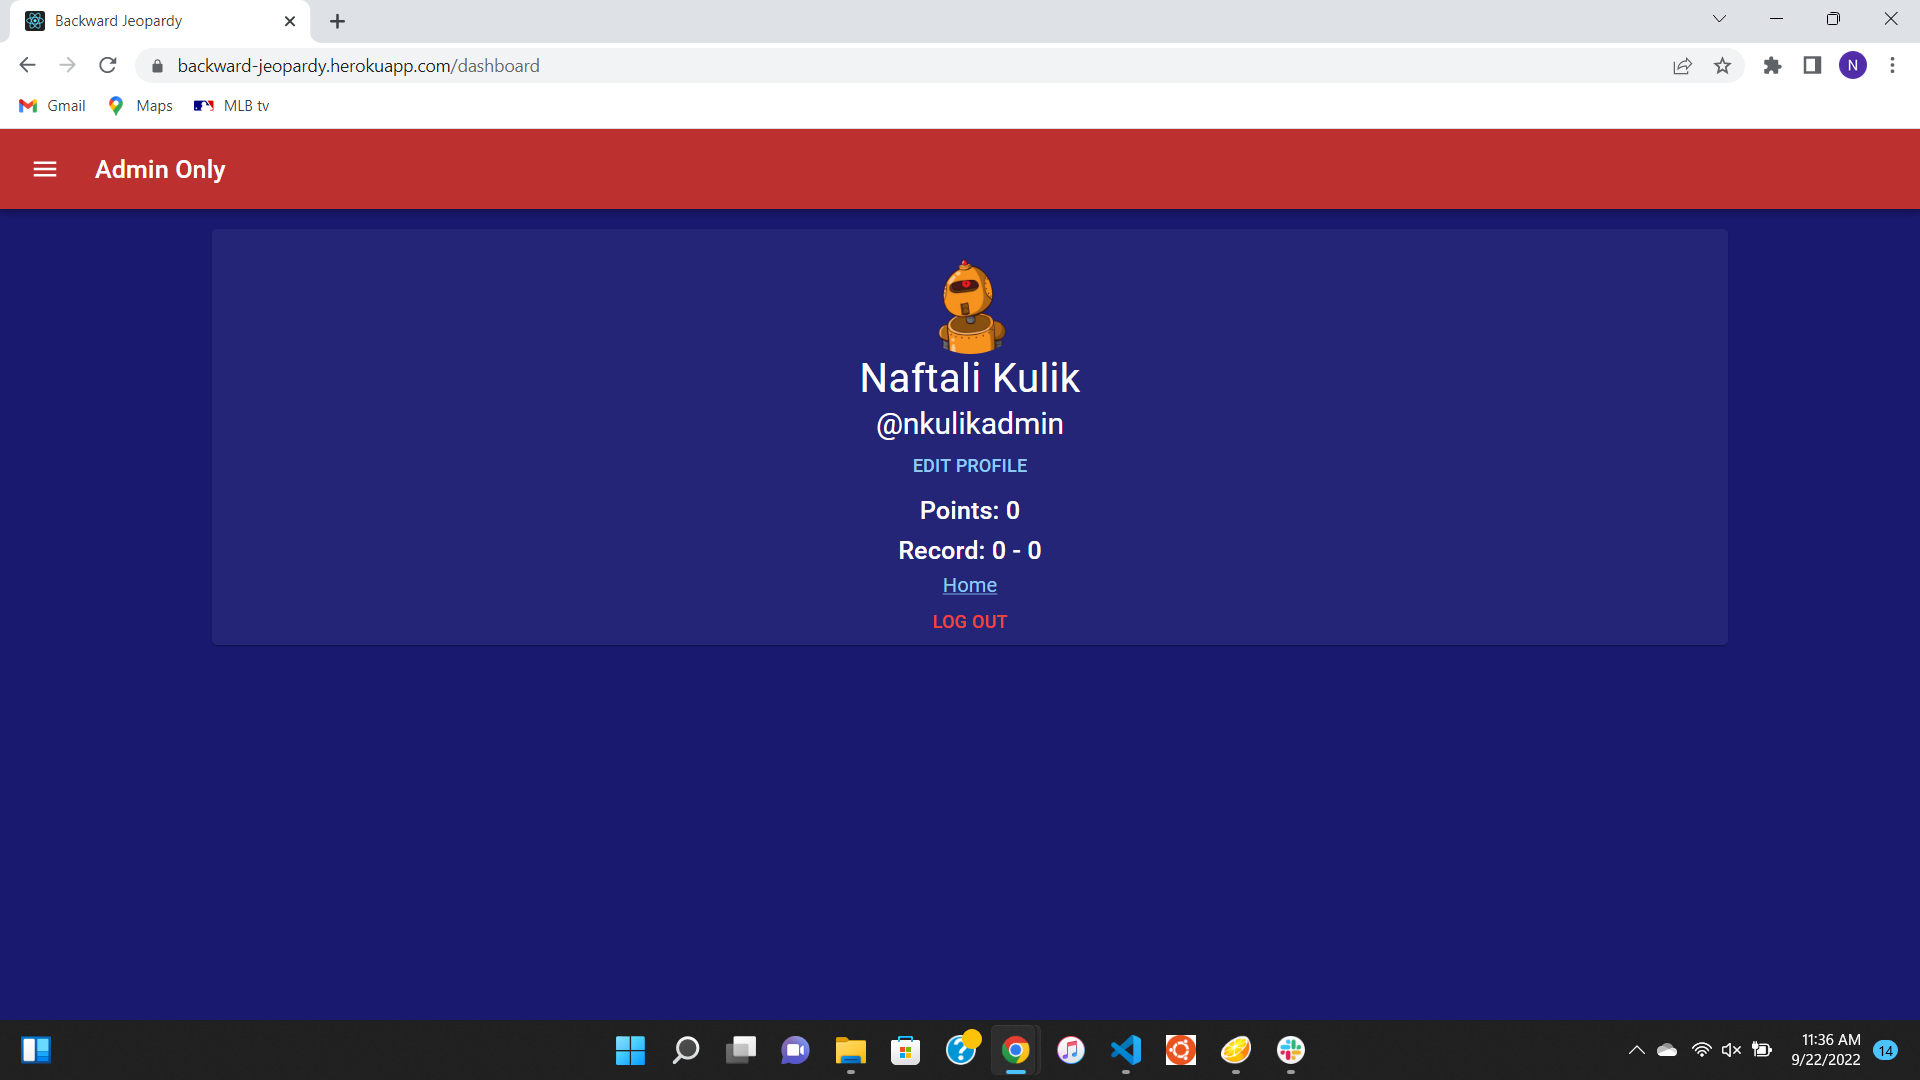 Backward Jeopardy
backward-jeopardy.herokuapp.com/dashboard
N
Gmail
Maps
MLB tv
Admin Only
Naftali Kulik
@nkulikadmin
EDIT PROFILE
Points: 0
Record: 0 - 0
Home
LOG OUT
11:36 AM
9/22/2022
14